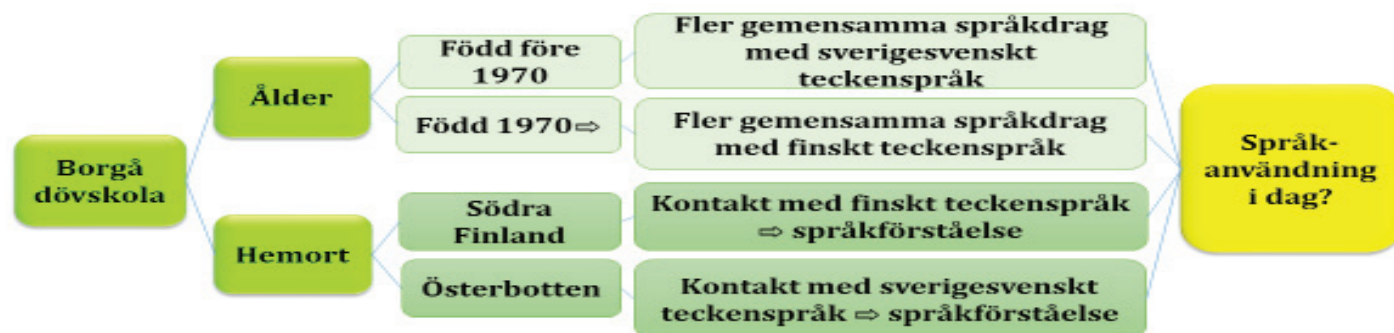 Borgå
dövskola
Ålder
Hemort
Född före
1970
Född 1970⇨
Södra
Finland
Österbotten
Fler gemensamma språkdrag
med sverigesvenskt
teckenspråk
Fler gemensamma språkdrag
med finskt teckenspråk
Kontakt med finskt teckenspråk
⇨ språkförståelse
Kontakt med sverigesvenskt
teckenspråk ⇨ språkförståelse
Språk-
användning
i dag?